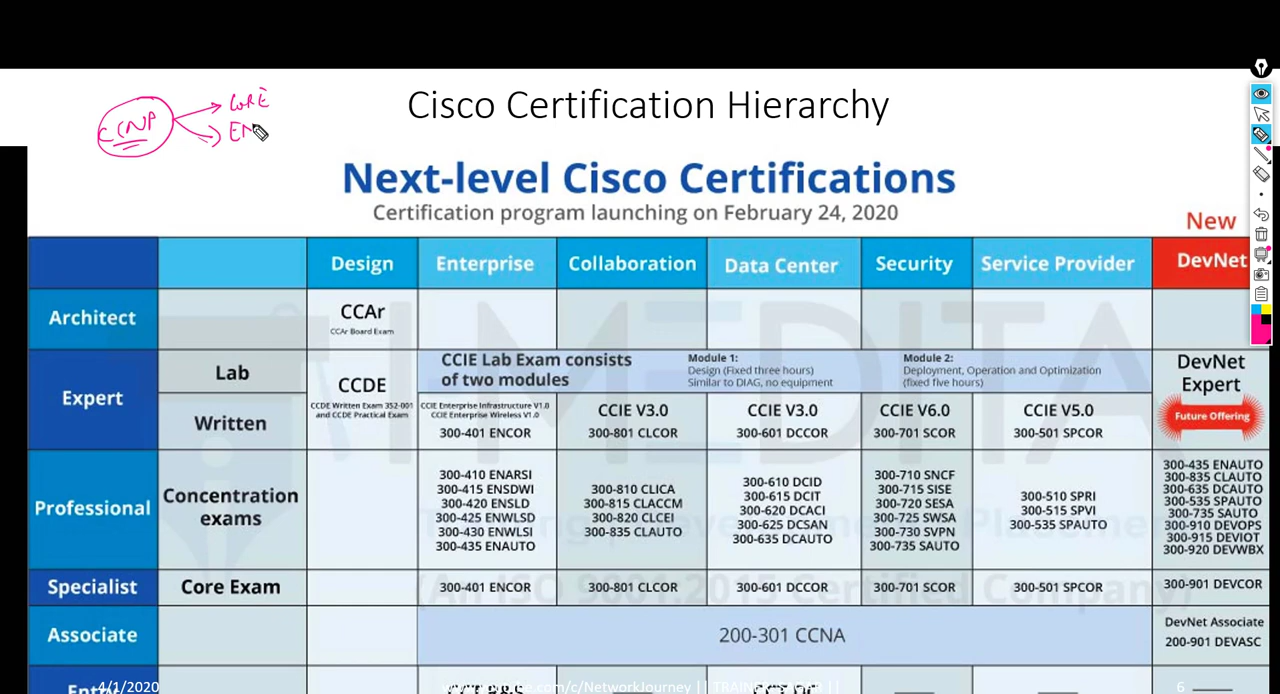 CCNP
CORE
EN
Cisco Certification Hierarchy
Next-level Cisco Certifications
Certification program launching on February 24, 2020
New
Design Enterprise Collaboration Data Center Security Service Provider DevNet
Architect
CCAr
CCAr Board Exam
Expert
Lab
CCDE
CCDE Written Exam 352-001
and CCDE Practical Exam
CCIE Lab Exam consists
of two modules
Module 1:
Design (Fixed three hours)
Similar to DIAG, no equipment
Module 2:
Deployment, Operation and Optimization
(fixed five hours)
DevNet
Expert
Future Offering
Written
CCIE Enterprise Infrastructure V1.0
CCIE Enterprise Wireless V1.0
300-401 ENCOR
CCIE V3.0
300-801 CLCOR
CCIE V3.0
300-601 DCCOR
CCIE V6.0
300-701 SCOR
CCIE V5.0
300-501 SPCOR
Professional
Concentration
exams
300-410 ENARSI
300-415 ENSDWI
300-420 ENSLD
300-425 ENWLSD
300-430 ENWLSI
300-435 ENAUTO
300-810 CLICA
300-815 CLACCM
300-820 CLCEI
300-835 CLAUTO
300-610 DCID
300-615 DCIT
300-620 DCACI
300-625 DCSAN
300-635 DCAUTO
300-710 SNCF
300-715 SISE
300-720 SESA
300-725 SWSA
300-730 SVPN
300-735 SAUTO
300-510 SPRI
300-515 SPVI
300-535 SPAUTO
300-435 ENAUTO
300-835 CLAUTO
300-635 DCAUTO
300-535 SPAUTO
300-735 SAUTO
300-910 DEVOPS
300-915 DEVIOT
300-920 DEVWBX
Specialist Core Exam 300-401 ENCOR 300-801 CLCOR 300-601 DCCOR 300-701 SCOR 300-501 SPCOR 300-901 DEVCOR
(An ISO 9001:2015 Certified Company)
Associate
200-301 CCNA
DevNet Associate
200-901 DEVASC
4/1/2020
6